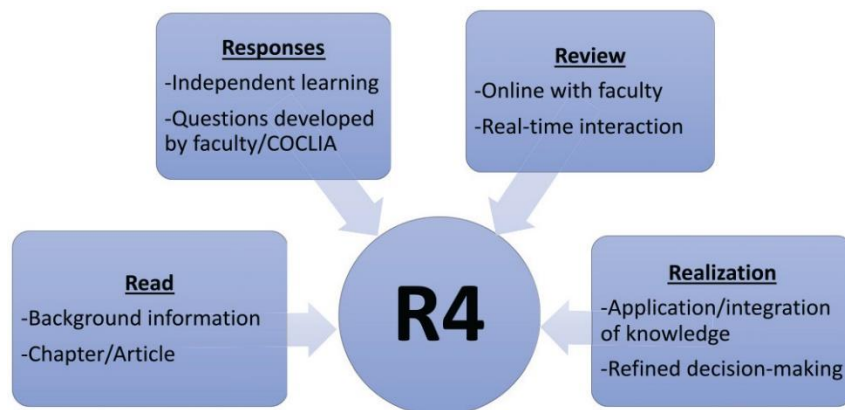 Responses
-Independent learning
-Questions developed
by faculty/COCLIA
Review
-Online with faculty
-Real-time interaction
Read
-Background information
-Chapter/Article
R4
Realization
-Application/integration
of knowledge
-Refined decision-making